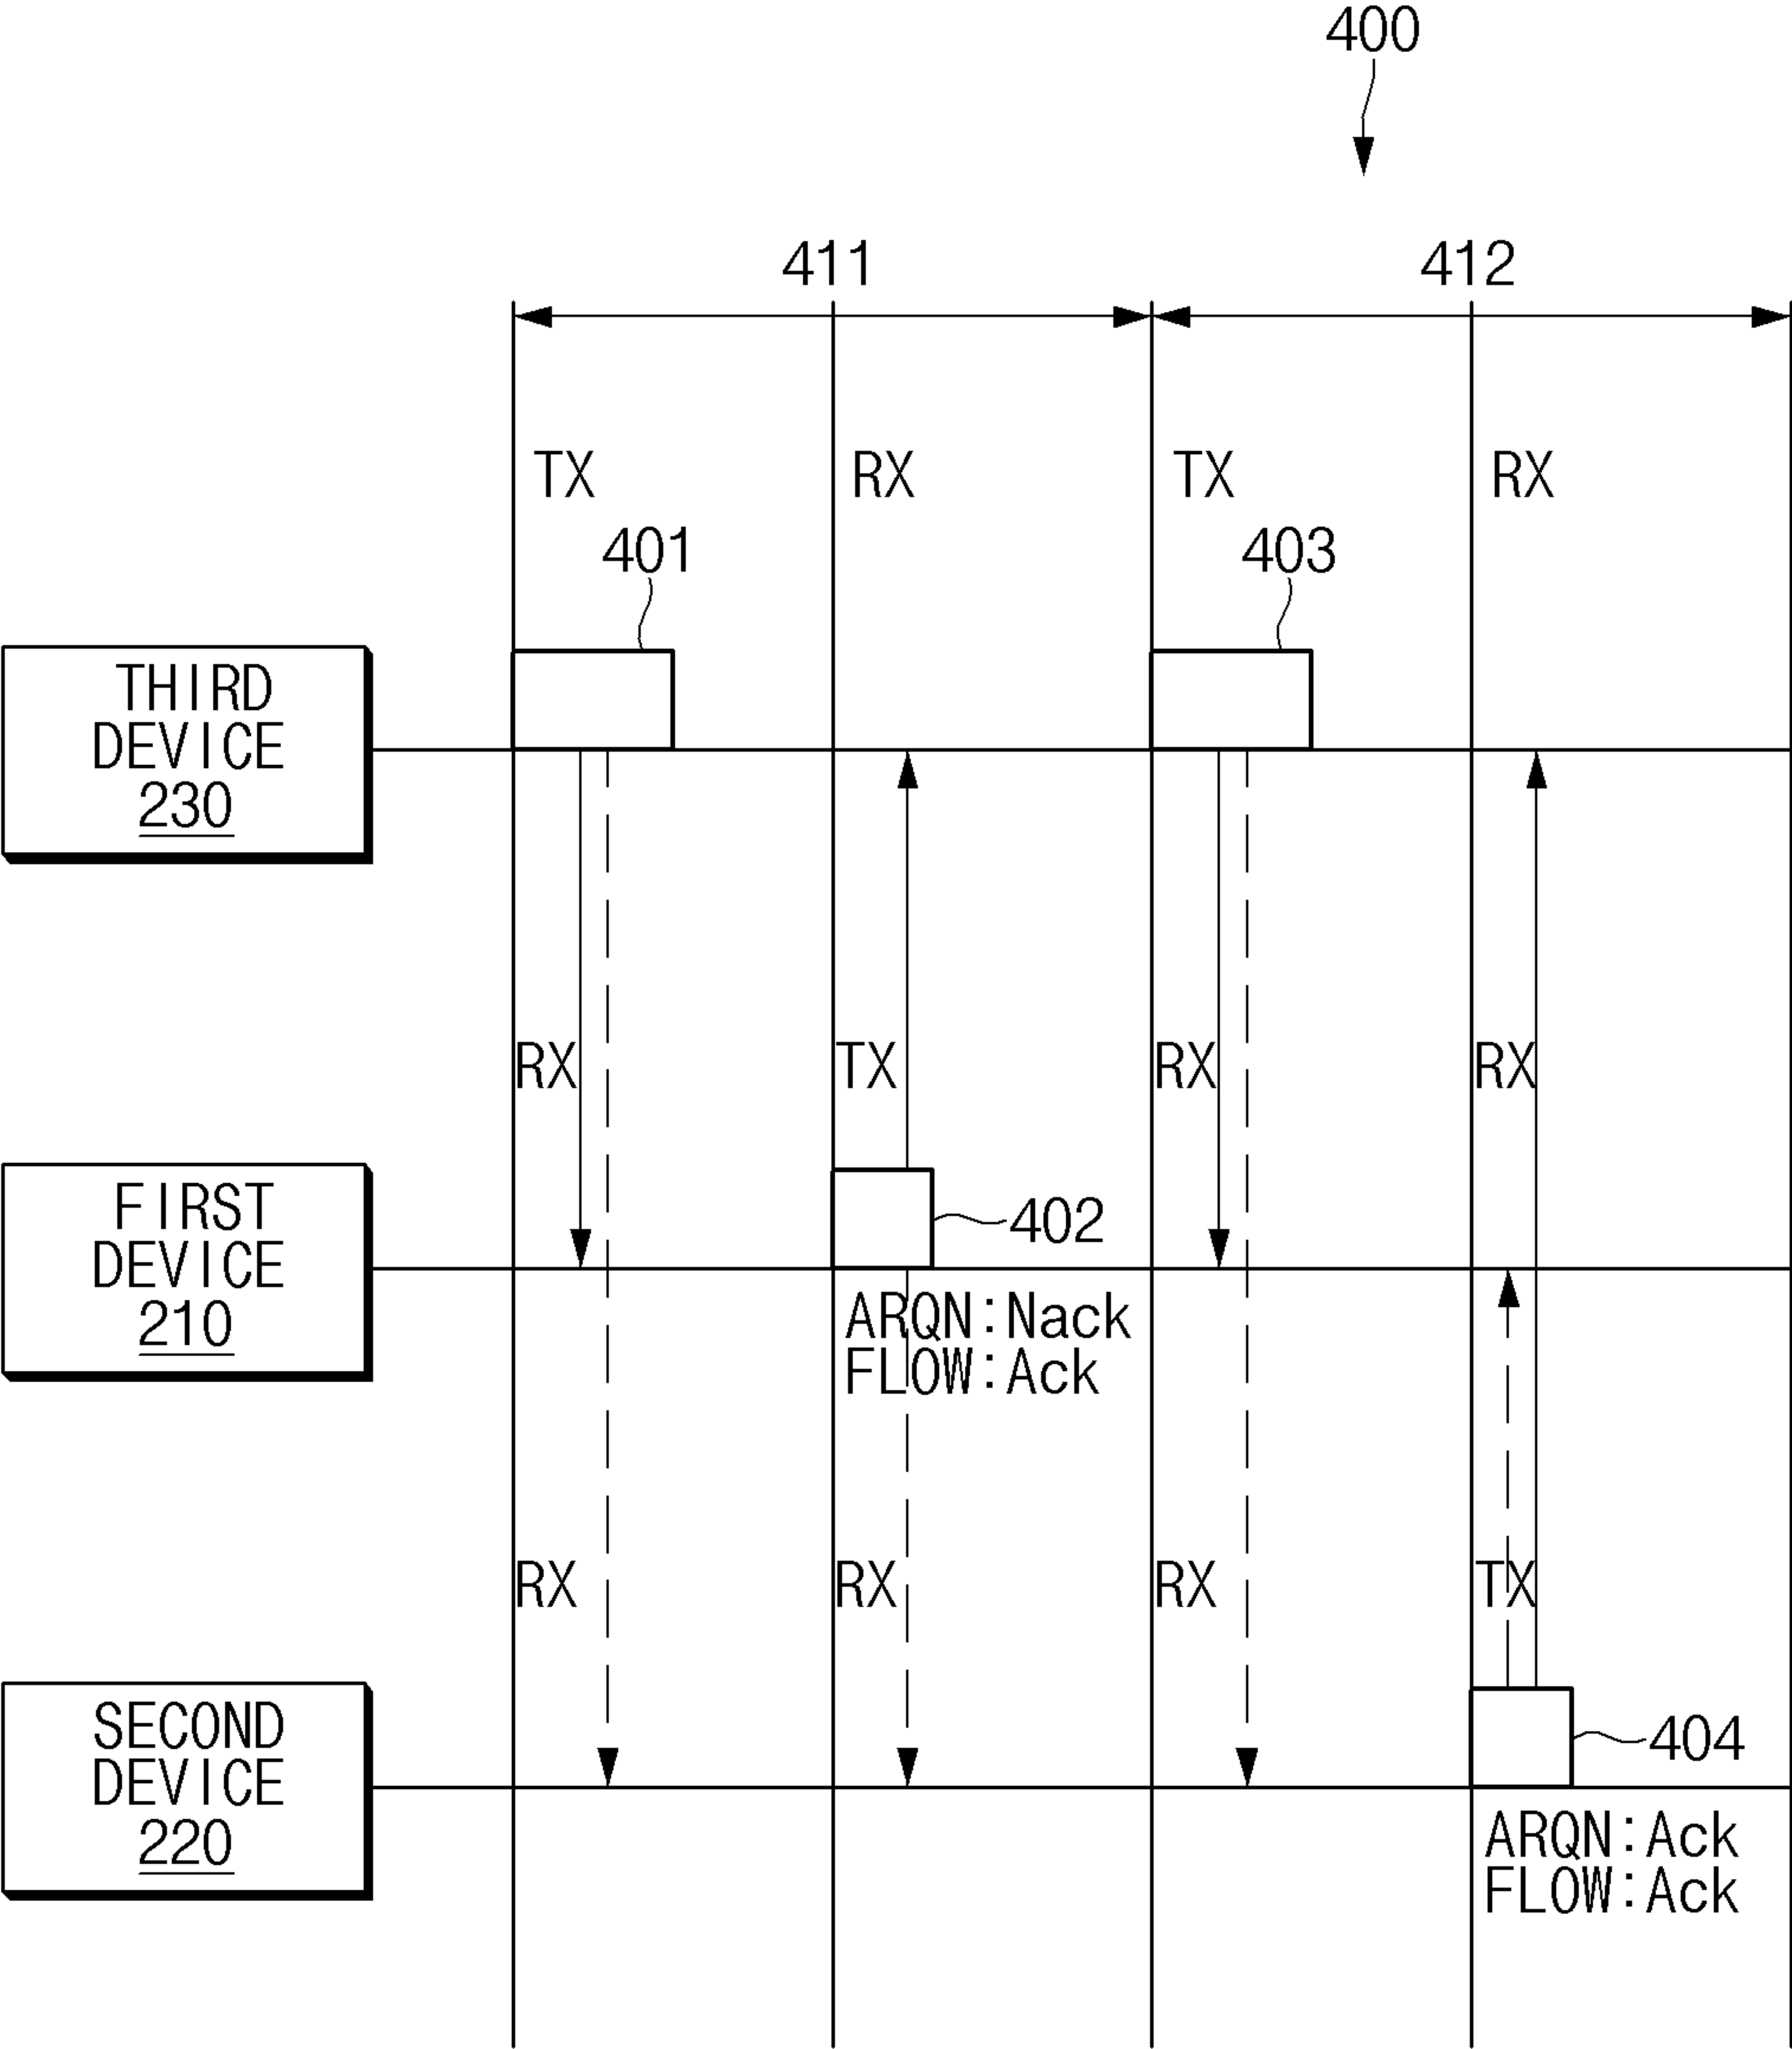 400
411
412
TX
RX
TX
RX
401
403
THIRD
DEVICE
230
RX
TX
RX
RX
FIRST
DEVICE
210
402
ARQN:Nack
FLOW:Ack
RX
RX
RX
TX
SECOND
DEVICE
220
404
ARQN:Ack
FLOW:Ack